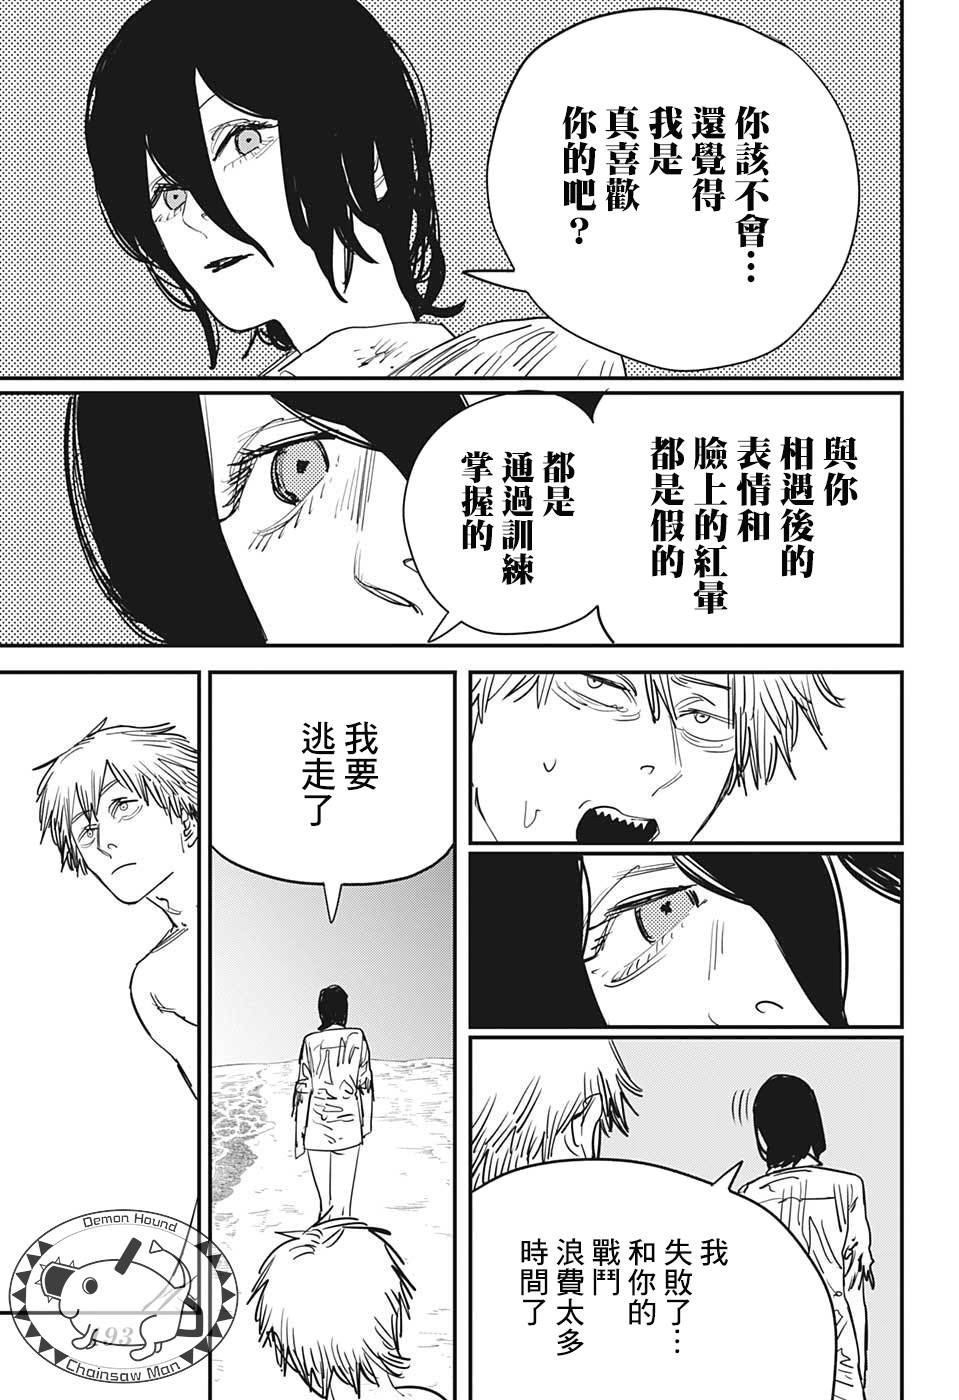 你該不會…
還覺得
我是
真喜歡
你的吧？
與你
相遇後的
表情和
臉上的紅暈
都是假的
都是
通過訓練
掌握的
我
失敗了…
和你的
戰鬥
浪費太多
時間了
我要
逃走了
Demon Hound
193
Chainsaw Man